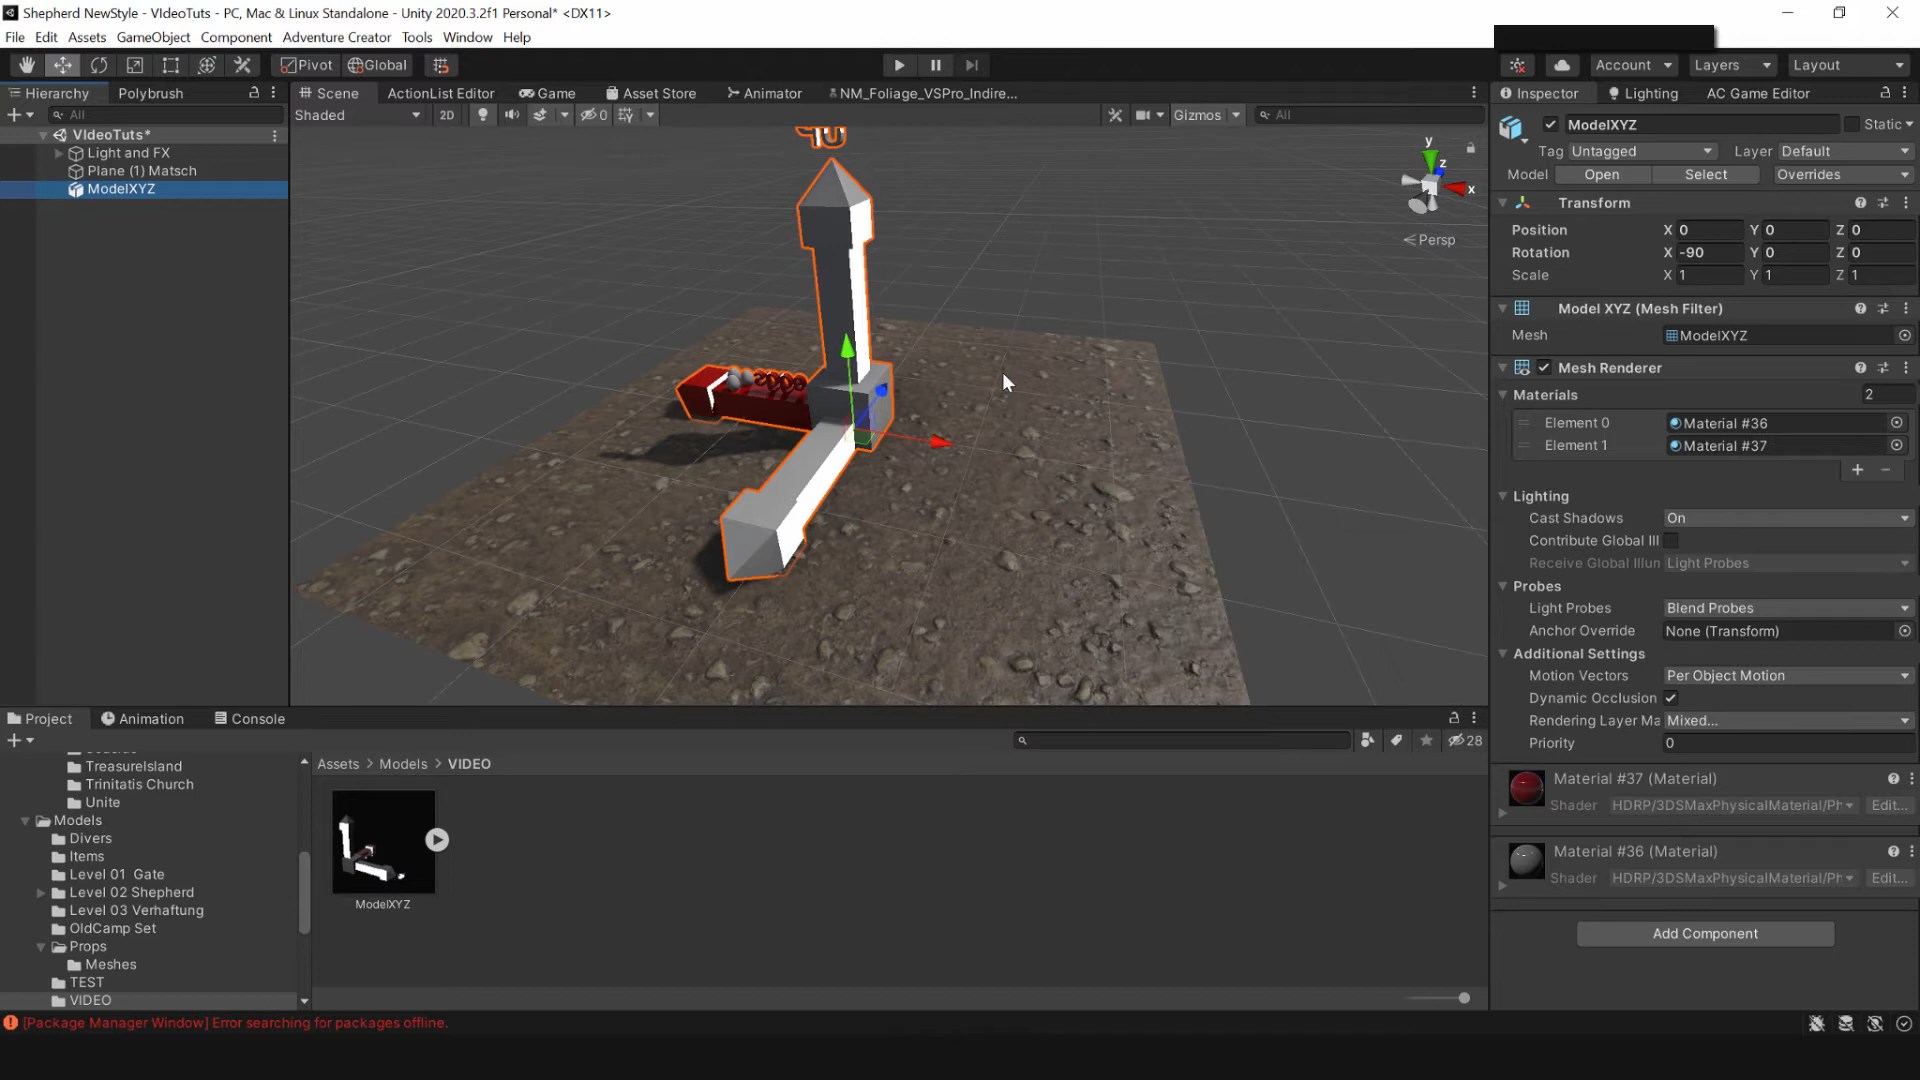 Shepherd NewStyle - VIdeoTuts - PC, Mac & Linux Standalone - Unity 2020.3.2f1 Personal* <DX11>
File Edit Assets GameObject Component Adventure Creator Tools Window Help
Pivot Global Account Layers Layout
Hierarchy Polybrush
All
VIdeoTuts*
Light and FX
Plane (1) Matsch
ModelXYZ
Scene ActionList Editor Game Asset Store Animator NM_Foliage_VSPro_Indire...
Shaded 2D 0 Gizmos All
up
y
z
x
Persp
Inspector Lighting AC Game Editor
ModelXYZ Static
Tag Untagged Layer Default
Model Open Select Overrides
Transform
Position X 0 Y 0 Z 0
Rotation X -90 Y 0 Z 0
Scale X 1 Y 1 Z 1
Model XYZ (Mesh Filter)
Mesh ModelXYZ
Mesh Renderer
Materials 2
Element 0 Material #36
Element 1 Material #37
Lighting
Cast Shadows On
Contribute Global Ill
Receive Global Illun Light Probes
Probes
Light Probes Blend Probes
Anchor Override None (Transform)
Additional Settings
Motion Vectors Per Object Motion
Dynamic Occlusion
Rendering Layer Ma Mixed...
Priority 0
Material #37 (Material)
Shader HDRP/3DSMaxPhysicalMaterial/Ph Edit...
Material #36 (Material)
Shader HDRP/3DSMaxPhysicalMaterial/Ph Edit...
Add Component
Project Animation Console
28
TreasureIsland
Trinitatis Church
Unite
Models
Divers
Items
Level 01 Gate
Level 02 Shepherd
Level 03 Verhaftung
OldCamp Set
Props
Meshes
TEST
VIDEO
Assets > Models > VIDEO
ModelXYZ
[Package Manager Window] Error searching for packages offline.